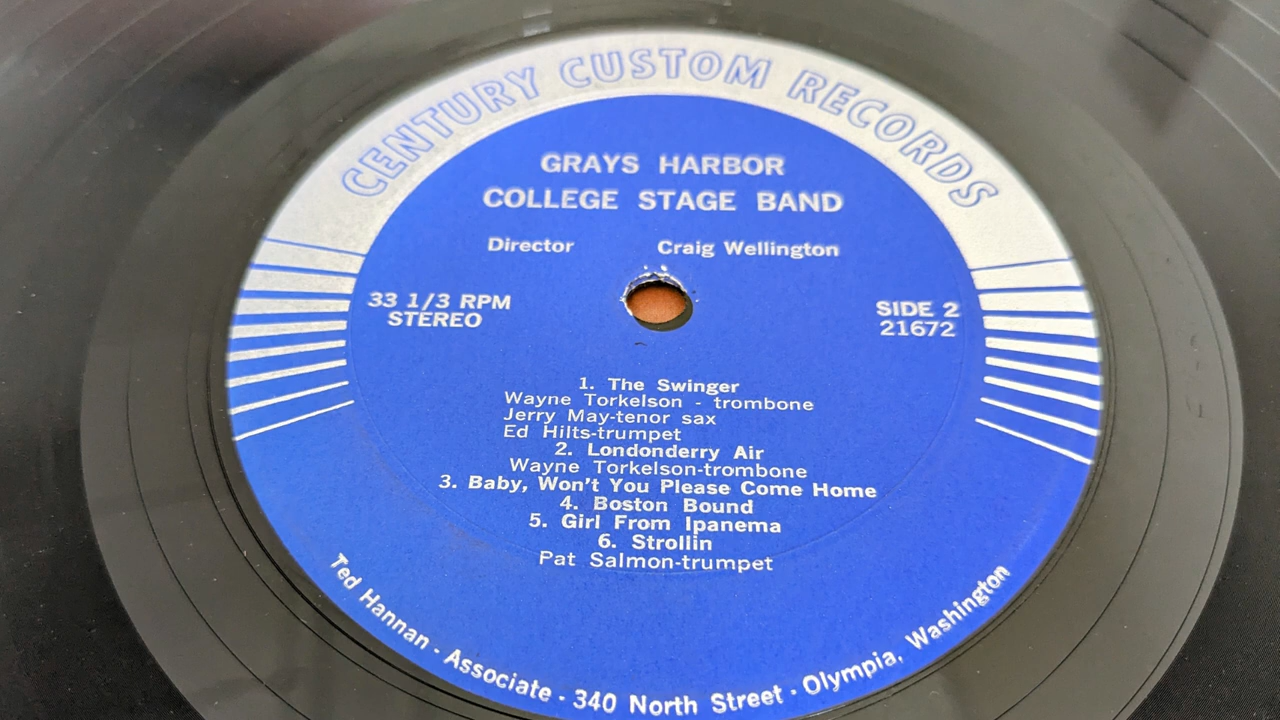 CENTURY CUSTOM RECORDS
GRAYS HARBOR
COLLEGE STAGE BAND
Director Craig Wellington
33 1/3 RPM
STEREO
SIDE 2
21672
1. The Swinger
Wayne Torkelson - trombone
Jerry May-tenor sax
Ed Hilts-trumpet
2. Londonderry Air
Wayne Torkelson-trombone
3. Baby, Won't You Please Come Home
4. Boston Bound
5. Girl From Ipanema
6. Strollin
Pat Salmon-trumpet
Ted Hannan - Associate - 340 North Street - Olympia, Washington